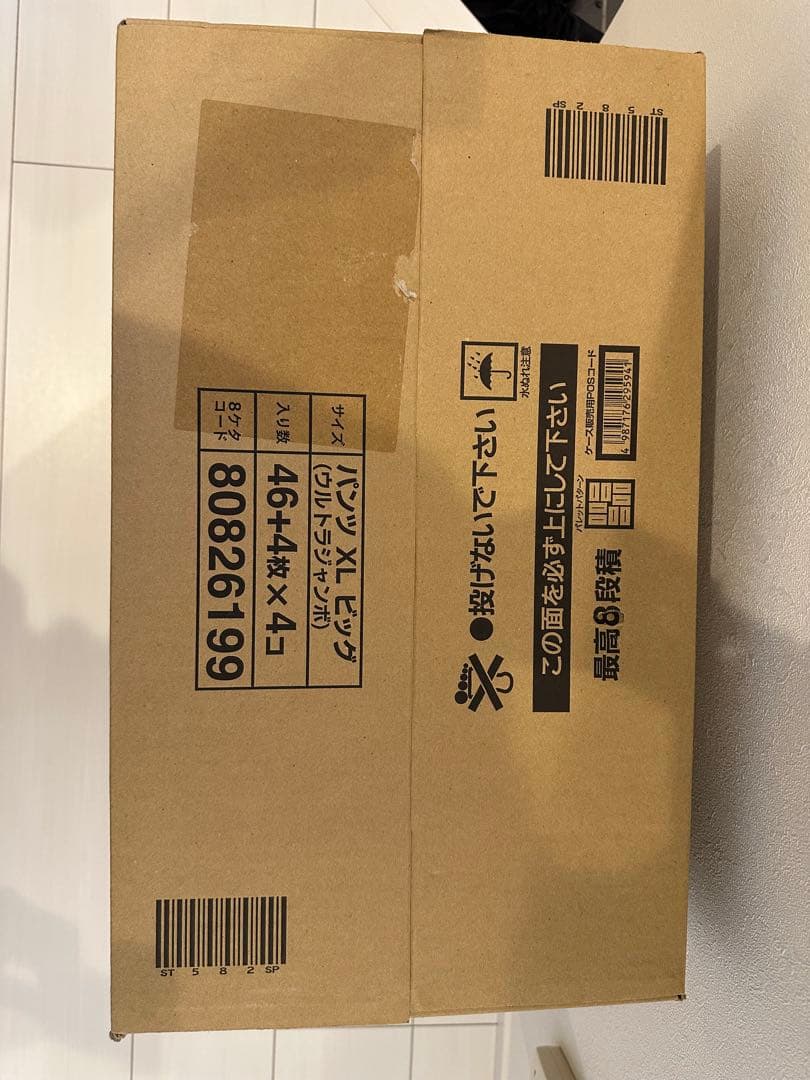 サイズ
パンツ XL ビッグ
(ウルトラジャンボ)
入り数
46+4枚×4コ
8ケタ
コード
80826199
ST 5 8 2 SP
ST 5 8 2 SP
水ぬれ注意
●投げないで下さい
この面を必ず上にして下さい
ケース販売用POSコード
4 987176 295941
パレットパターン
最高8段積